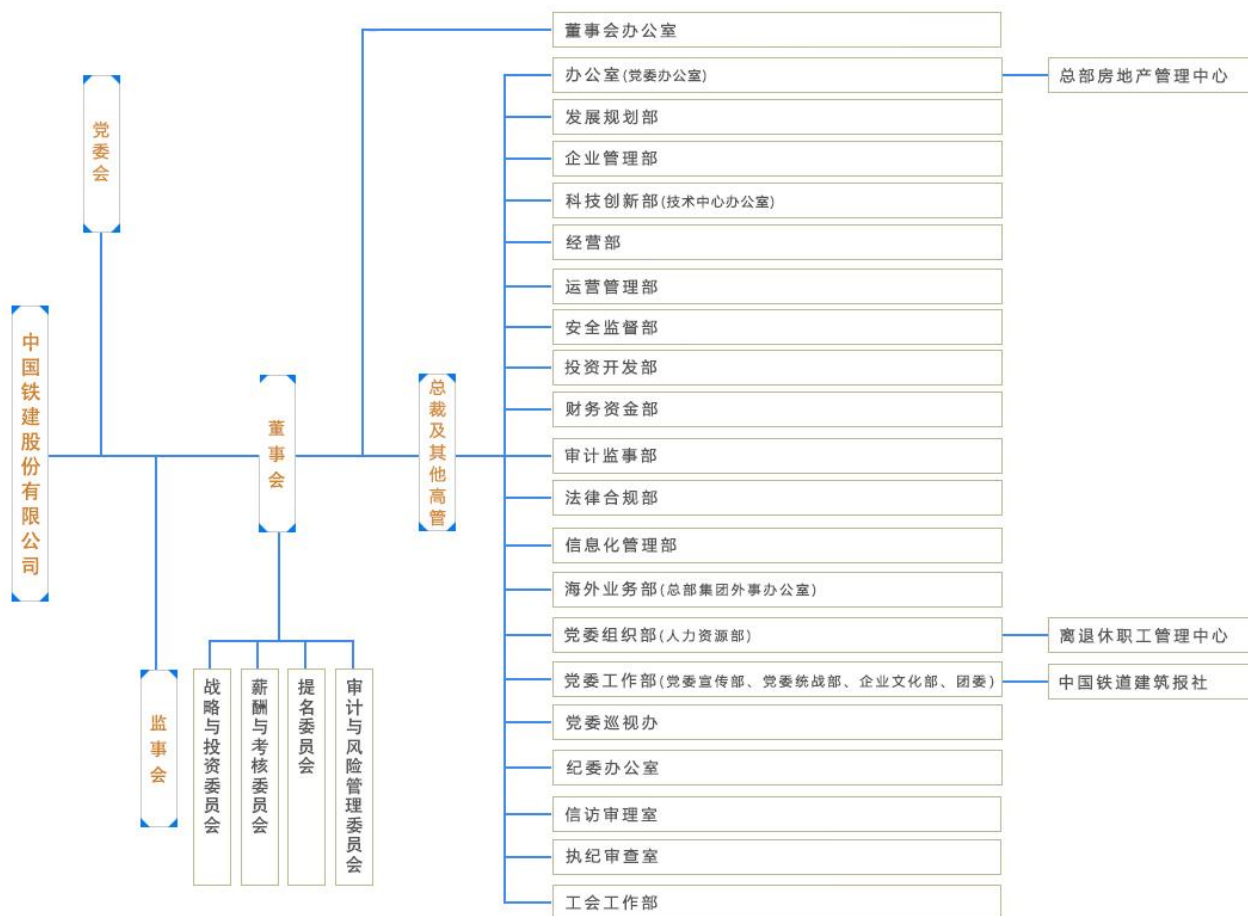 中国铁建股份有限公司
党委会
监事会
董事会
战略与投资委员会
薪酬与考核委员会
提名委员会
审计与风险管理委员会
总裁及其他高管
董事会办公室
办公室(党委办公室)
总部房地产管理中心
发展规划部
企业管理部
科技创新部(技术中心办公室)
经营部
运营管理部
安全监督部
投资开发部
财务资金部
审计监事部
法律合规部
信息化管理部
海外业务部(总部集团外事办公室)
党委组织部(人力资源部)
离退休职工管理中心
党委工作部(党委宣传部、党委统战部、企业文化部、团委)
中国铁道建筑报社
党委巡视办
纪委办公室
信访审理室
执纪审查室
工会工作部